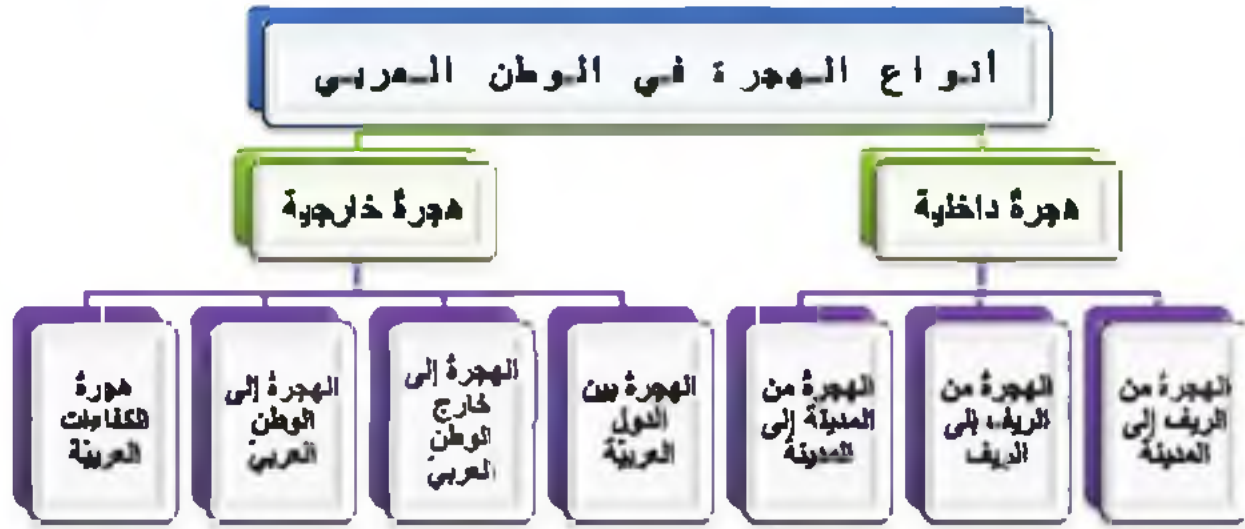 أنواع الهجرة في الوطن العربي
هجرةٌ داخلية
هجرةٌ خارجية
الهجرةُ من
الريف إلى
المدينة
الهجرةُ من
الريف إلى
الريف
الهجرةُ من
المدينة إلى
المدينة
الهجرةُ بين
الدول
العربيّة
الهجرةُ إلى
خارج
الوطن
العربيّ
الهجرةُ إلى
الوطن
العربيّ
هجرةُ
الكفاءات
العربيّة